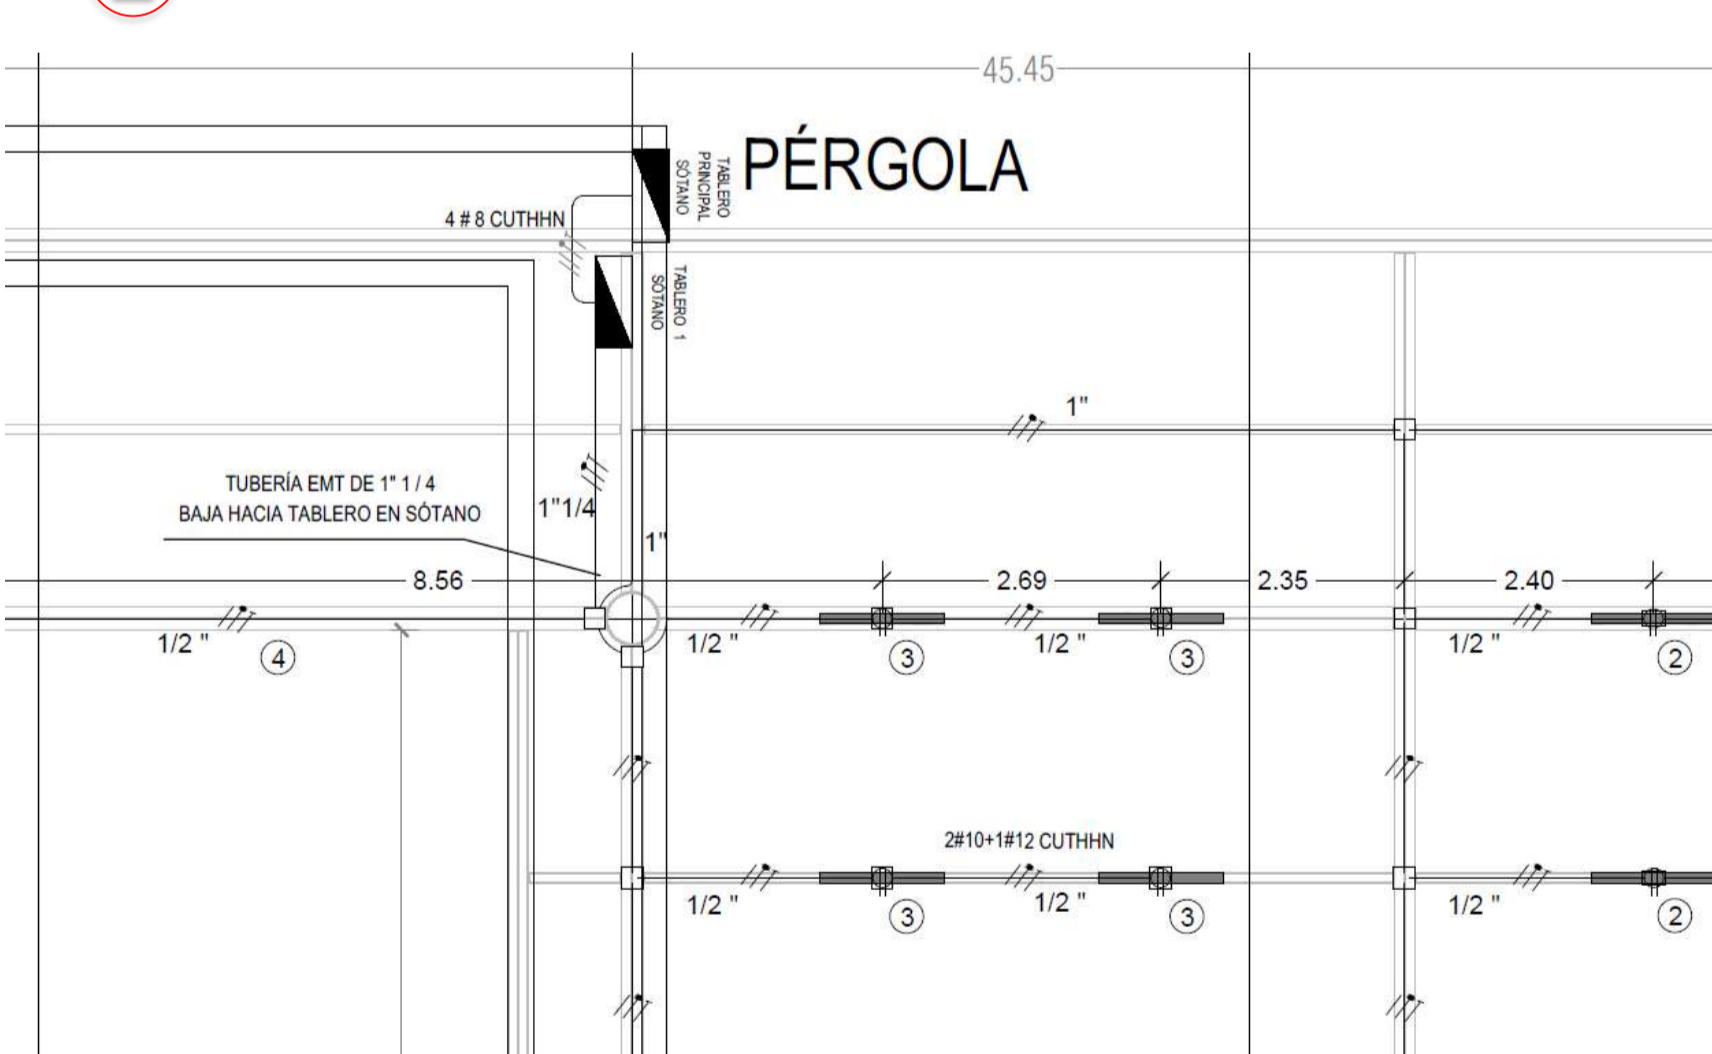 45.45
PÉRGOLA
TABLERO
PRINCIPAL
SÓTANO
4 # 8 CUTHHN
TABLERO 1
SÓTANO
1"
TUBERÍA EMT DE 1" 1 / 4
BAJA HACIA TABLERO EN SÓTANO
1"1/4
1"
8.56
2.69
2.35
2.40
1/2 "
4
1/2 "
3
1/2 "
3
1/2 "
2
2#10+1#12 CUTHHN
1/2 "
3
1/2 "
3
1/2 "
2